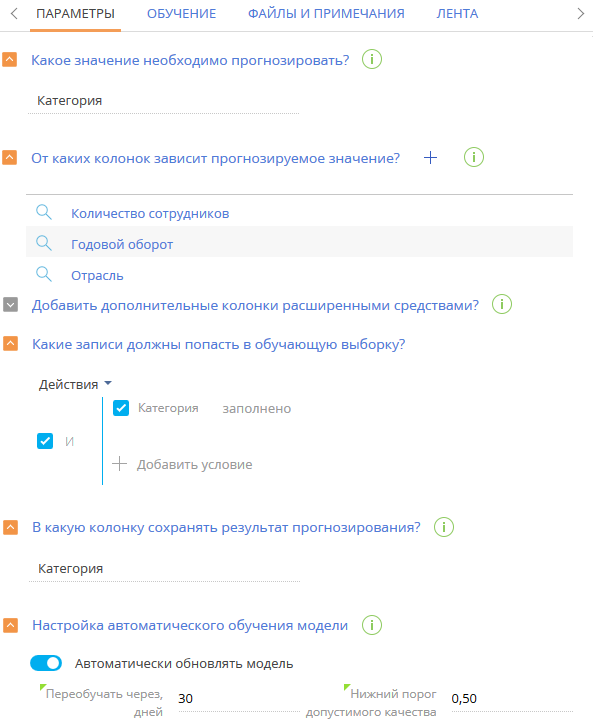 ПАРАМЕТРЫ ОБУЧЕНИЕ ФАЙЛЫ И ПРИМЕЧАНИЯ ЛЕНТА
Какое значение необходимо прогнозировать? i
Категория
От каких колонок зависит прогнозируемое значение? + i
Количество сотрудников
Годовой оборот
Отрасль
Добавить дополнительные колонки расширенными средствами? i
Какие записи должны попасть в обучающую выборку?
Действия
Категория заполнено
И
+ Добавить условие
В какую колонку сохранять результат прогнозирования? i
Категория
Настройка автоматического обучения модели i
Автоматически обновлять модель
Переобучать через, 30 Нижний порог 0,50
дней допустимого качества